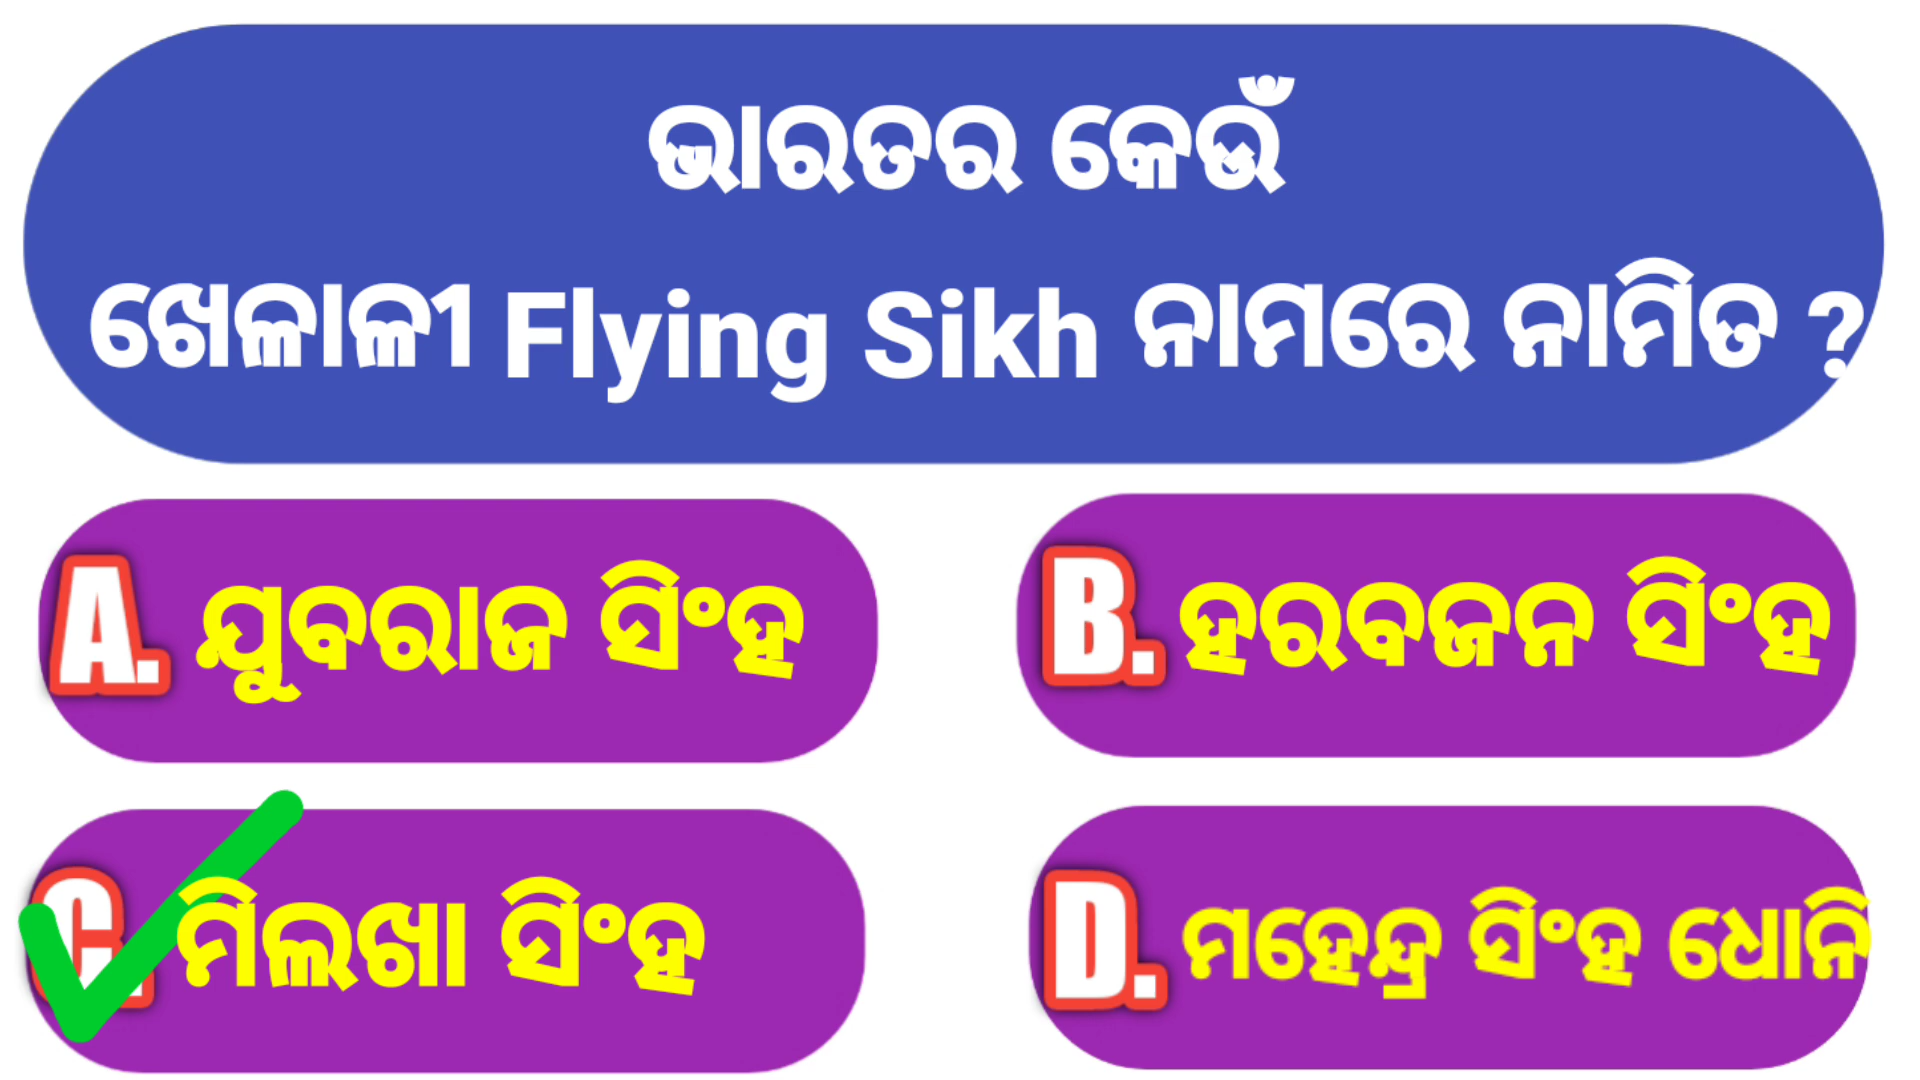 ଭାରତର କେଉଁ
ଖେଳାଳୀ Flying Sikh ନାମରେ ନାମିତ ?
A. ଯୁବରାଜ ସିଂହ
B. ହରବଜନ ସିଂହ
C. ମିଲଖା ସିଂହ
D. ମହେନ୍ଦ୍ର ସିଂହ ଧୋନି